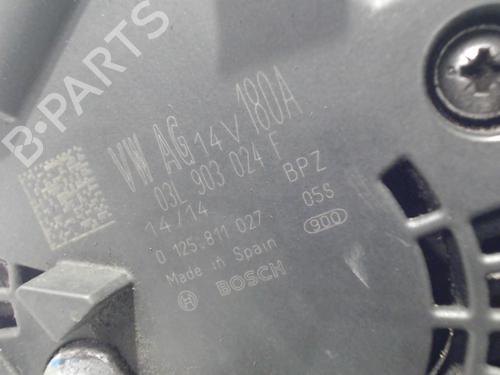 B-PARTS
VW AG 14V 180A
03L 903 024 F
14/14 BPZ
0 125 811 027 05S
Made in Spain 900
BOSCH